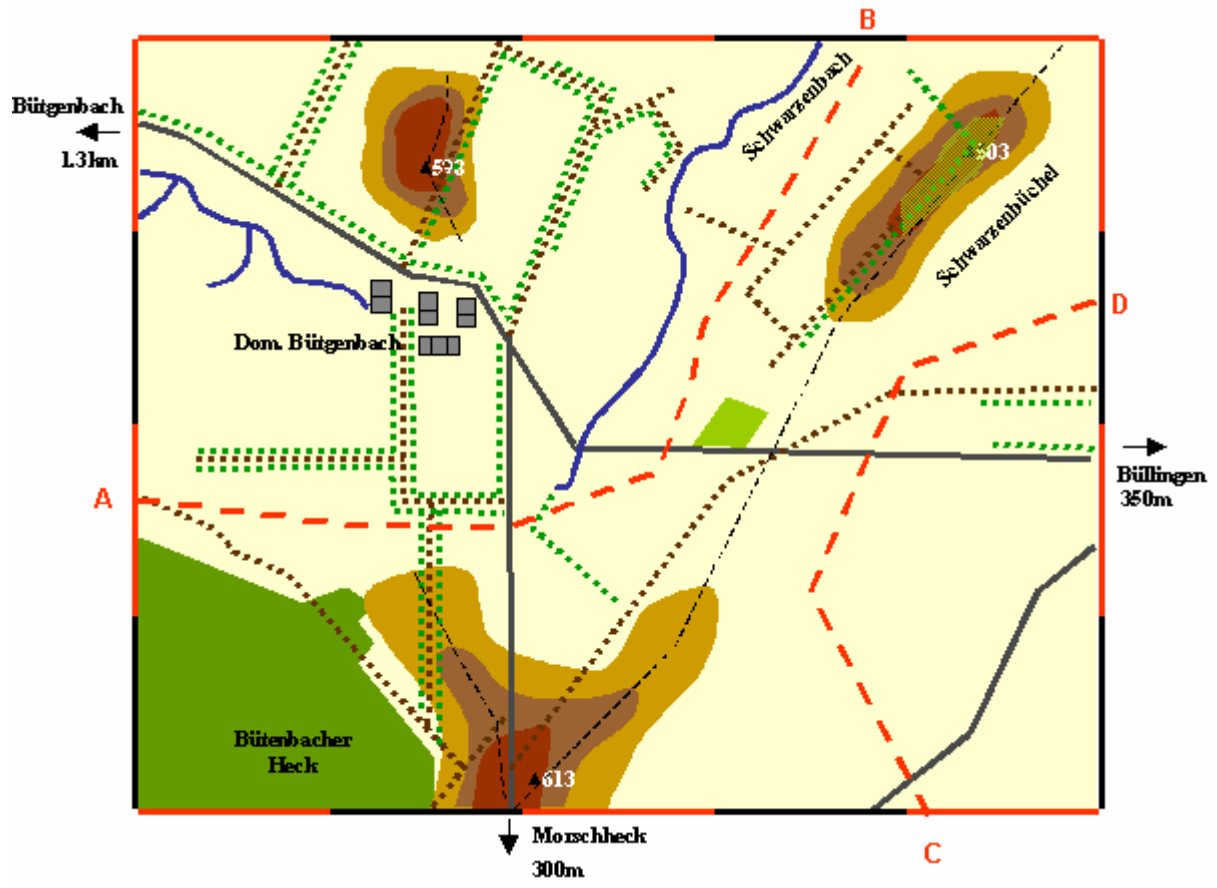 B
Bütgenbach
1.3km
Schwarzenbach
593
603
Schwarzenbüchel
D
Dom. Bütgenbach
A
Büllingen
350m
Bütenbacher
Heck
613
Morschheck
300m
C